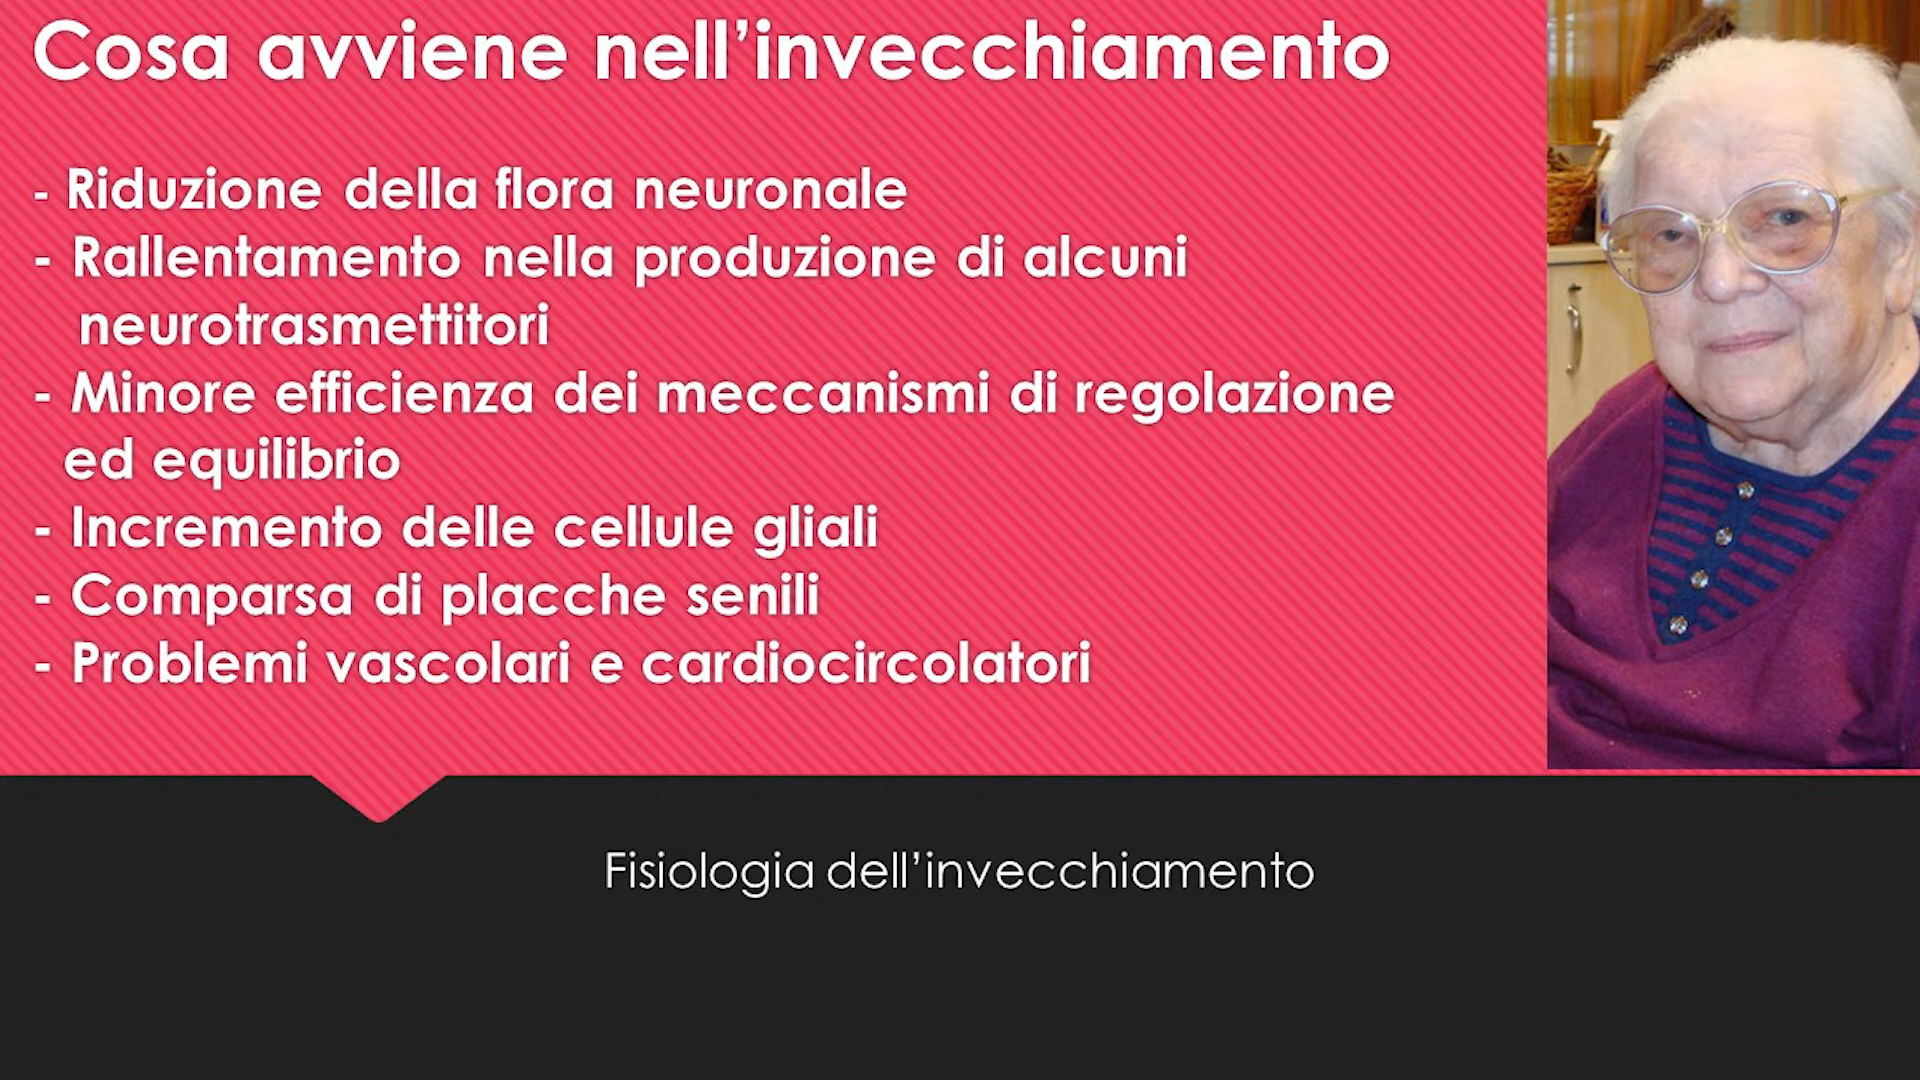 Cosa avviene nell’invecchiamento
- Riduzione della flora neuronale
- Rallentamento nella produzione di alcuni
neurotrasmettitori
- Minore efficienza dei meccanismi di regolazione
ed equilibrio
- Incremento delle cellule gliali
- Comparsa di placche senili
- Problemi vascolari e cardiocircolatori
Fisiologia dell’invecchiamento